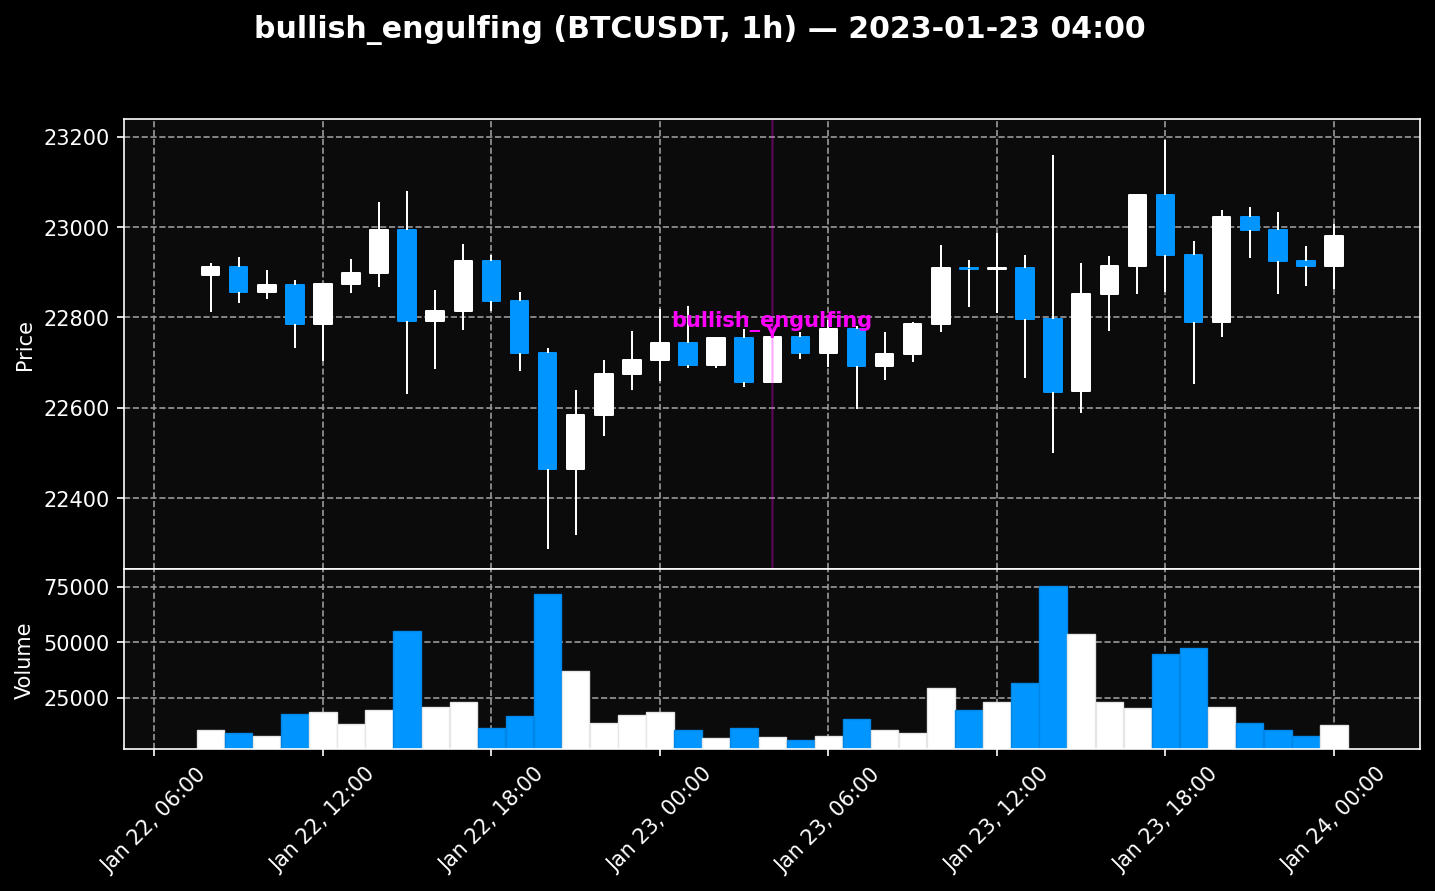 bullish_engulfing (BTCUSDT, 1h) — 2023-01-23 04:00
Price
23200
23000
22800
22600
22400
bullish_engulfing
Volume
75000
50000
25000
Jan 22, 06:00
Jan 22, 12:00
Jan 22, 18:00
Jan 23, 00:00
Jan 23, 06:00
Jan 23, 12:00
Jan 23, 18:00
Jan 24, 00:00